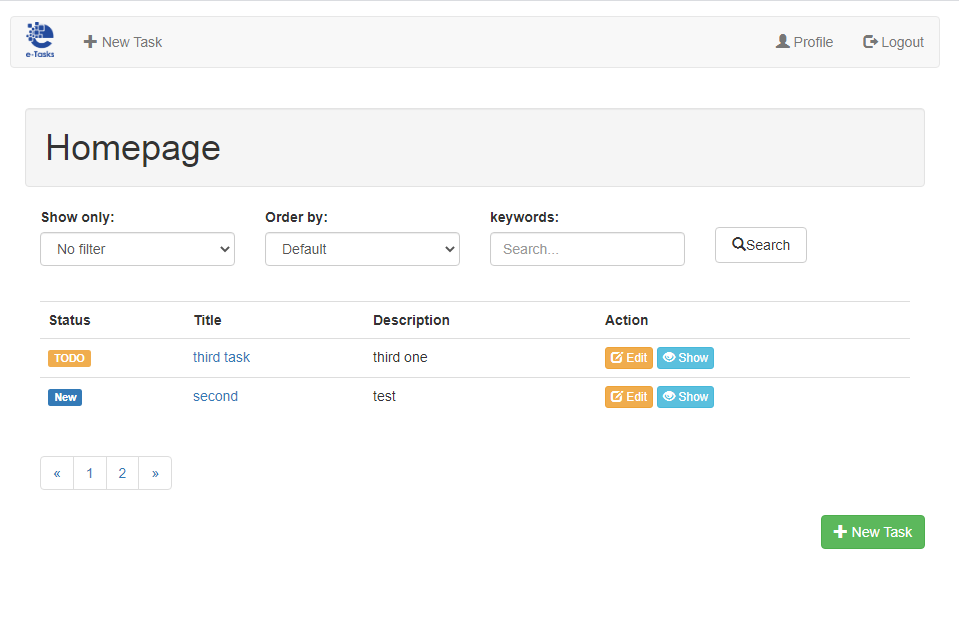 e-Tasks
New Task
Profile
Logout
Homepage
Show only:
Order by:
keywords:
No filter
Default
Search...
Search
Status Title Description Action
TODO third task third one Edit Show
New second test Edit Show
« 1 2 »
New Task